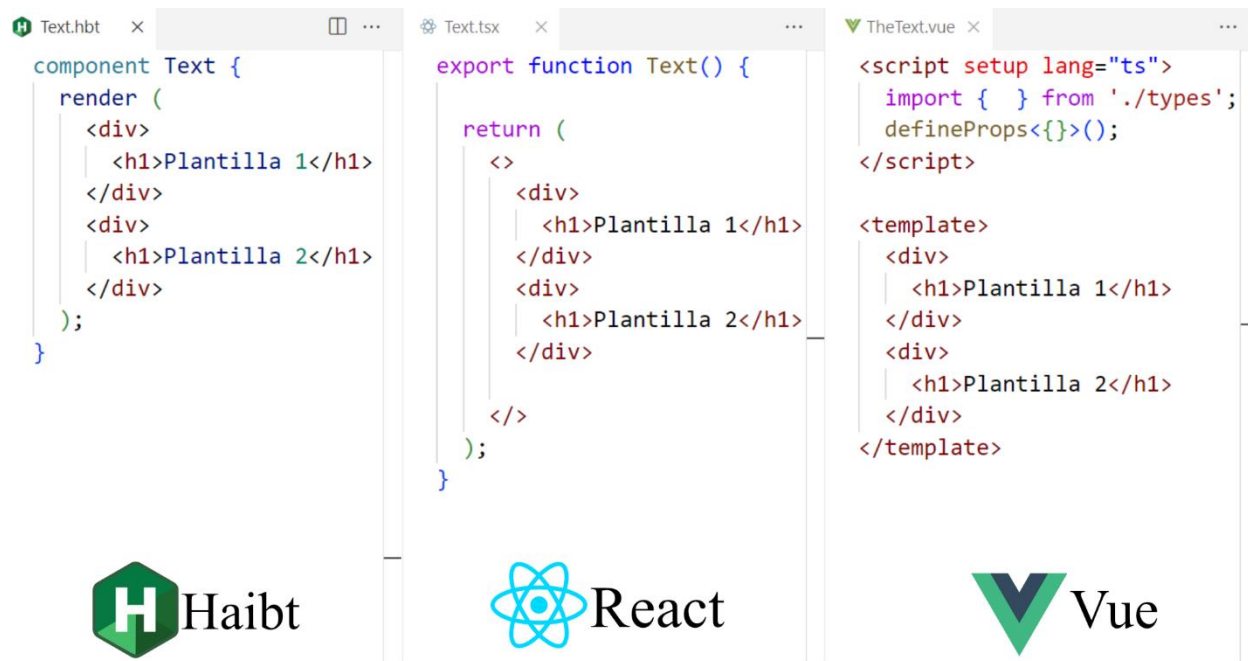 Text.hbt
component Text {
render (
<div>
<h1>Plantilla 1</h1>
</div>
<div>
<h1>Plantilla 2</h1>
</div>
);
}
H Haibt
Text.tsx
export function Text() {
return (
<>
<div>
<h1>Plantilla 1</h1>
</div>
<div>
<h1>Plantilla 2</h1>
</div>
</>
);
}
React
TheText.vue
<script setup lang="ts">
import {  } from './types';
defineProps<{}>();
</script>
<template>
<div>
<h1>Plantilla 1</h1>
</div>
<div>
<h1>Plantilla 2</h1>
</div>
</template>
Vue